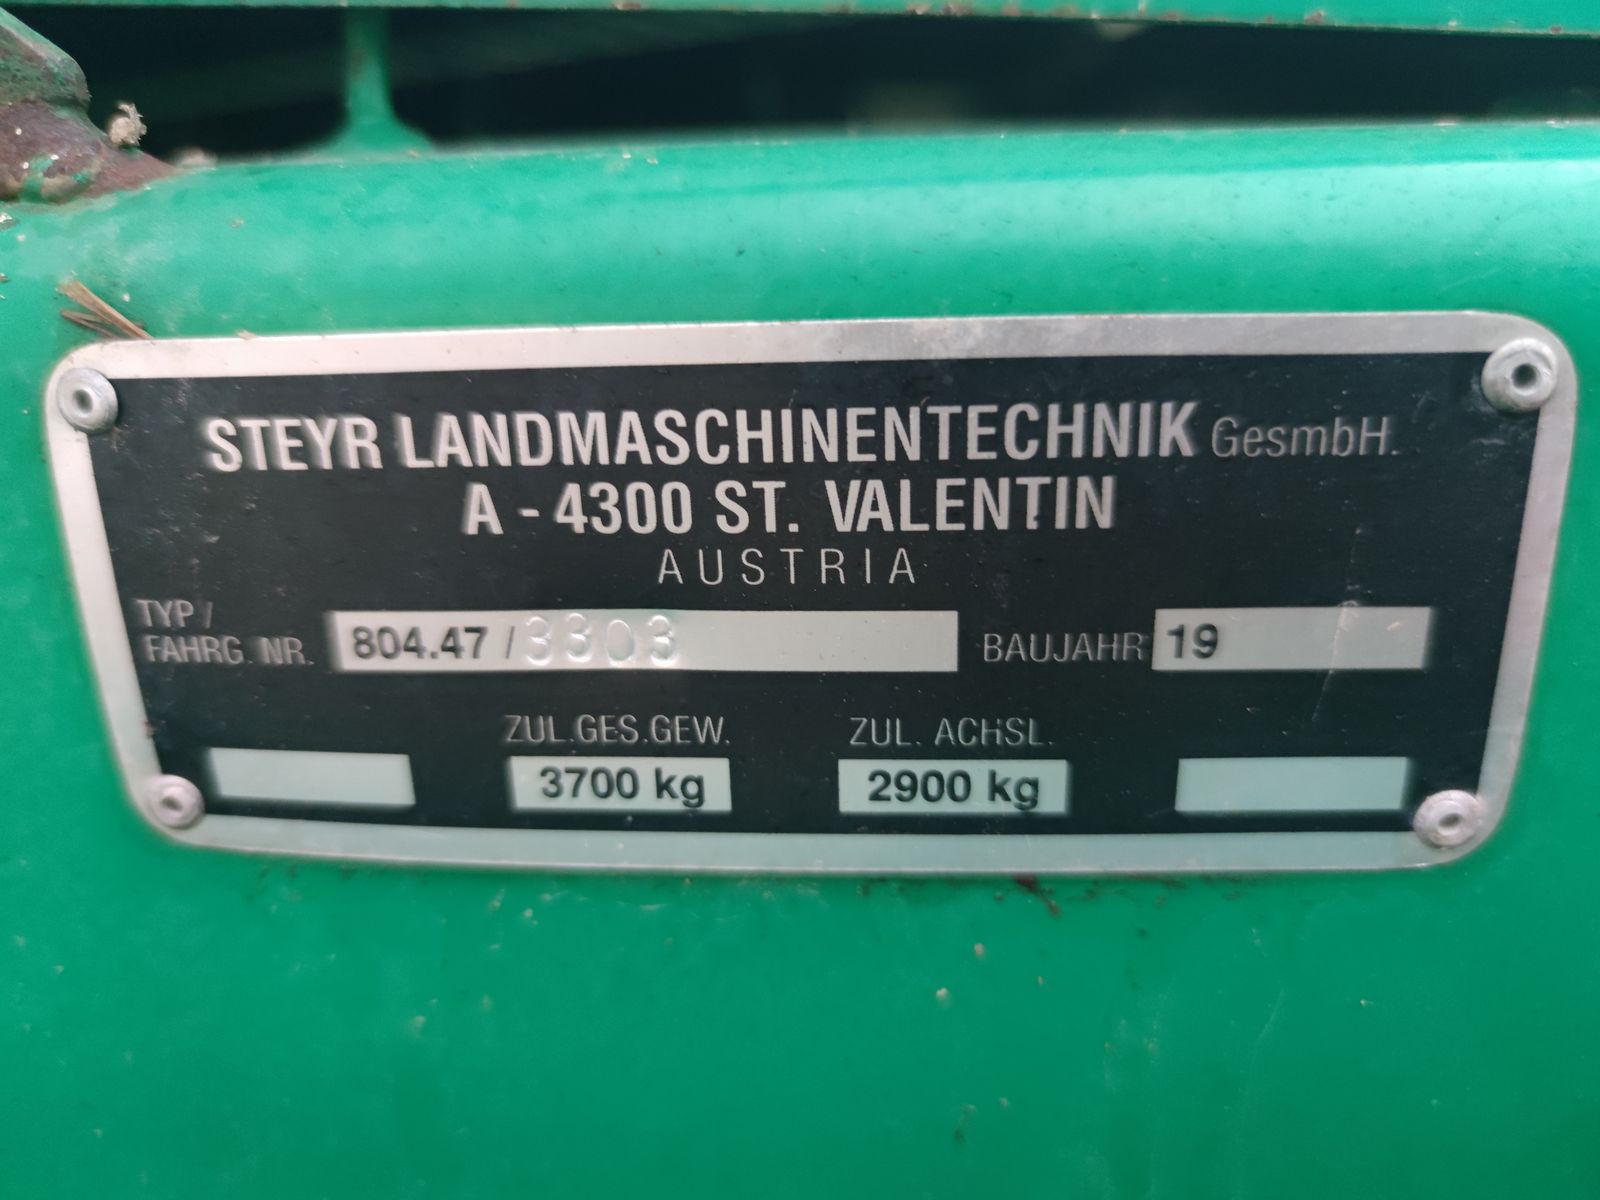 STEYR LANDMASCHINENTECHNIK GesmbH.
A - 4300 ST. VALENTIN
AUSTRIA
TYP /
FAHRG. NR. 804.47 / 3303 BAUJAHR 19
ZUL.GES.GEW. ZUL. ACHSL.
3700 kg 2900 kg